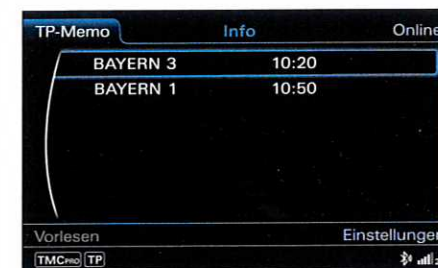 TP-Memo Info Online
BAYERN 3 10:20
BAYERN 1 10:50
Vorlesen Einstellungen
TMCPRO TP